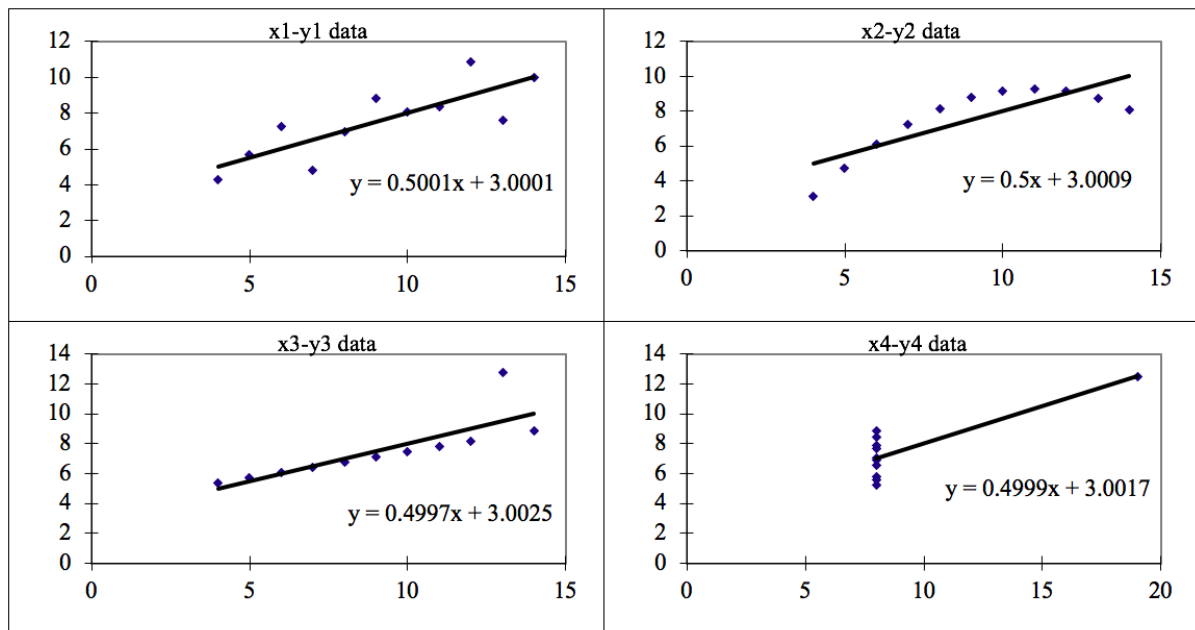 x1-y1 data
12
10
8
6
4
2
0
0 5 10 15
y = 0.5001x + 3.0001
x2-y2 data
12
10
8
6
4
2
0
0 5 10 15
y = 0.5x + 3.0009
x3-y3 data
14
12
10
8
6
4
2
0
0 5 10 15
y = 0.4997x + 3.0025
x4-y4 data
14
12
10
8
6
4
2
0
0 5 10 15 20
y = 0.4999x + 3.0017